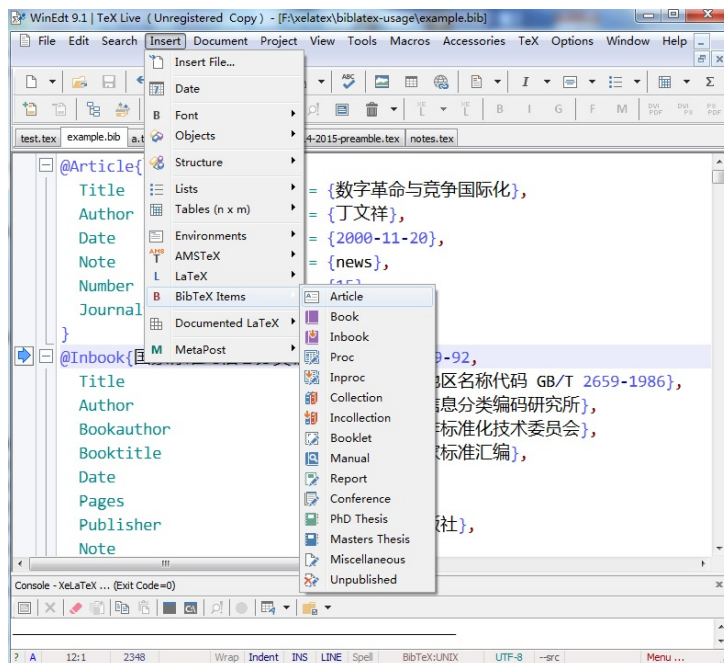 WinEdt 9.1 | TeX Live (Unregistered Copy) - [F:\xelatex\biblatex-usage\example.bib]
File Edit Search Insert Document Project View Tools Macros Accessories TeX Options Window Help
Insert File...
Date
B Font
Objects
Structure
Lists
Tables (n x m)
Environments
AMSTeX
L LaTeX
B BibTeX Items
Documented LaTeX
M MetaPost
Article
Book
Inbook
Proc
Inproc
Collection
Incollection
Booklet
Manual
Report
Conference
PhD Thesis
Masters Thesis
Miscellaneous
Unpublished
B I G F M DVI PDF DVI PS PS PDF
test.tex example.bib a.t 4-2015-preamble.tex notes.tex
@Article{
Title = {数字革命与竞争国际化},
Author = {丁文祥},
Date = {2000-11-20},
Note = {news},
Number
Journal
}
@Inbook{ 9-92,
Title 区名称代码 GB/T 2659-1986},
Author 信息分类编码研究所},
Bookauthor 标准化技术委员会},
Booktitle 标准汇编},
Date
Pages
Publisher 社},
Note
Console - XeLaTeX ... (Exit Code=0)
? A 12:1 2348 Wrap Indent INS LINE Spell BibTeX:UNIX UTF-8 --src Menu ...